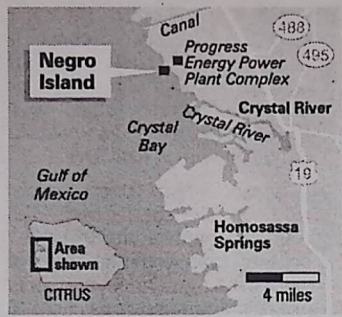 Canal
488
495
Progress
Energy Power
Plant Complex
Negro
Island
Crystal River
Crystal River
Crystal
Bay
19
Gulf of
Mexico
Homosassa
Springs
Area
shown
CITRUS
4 miles